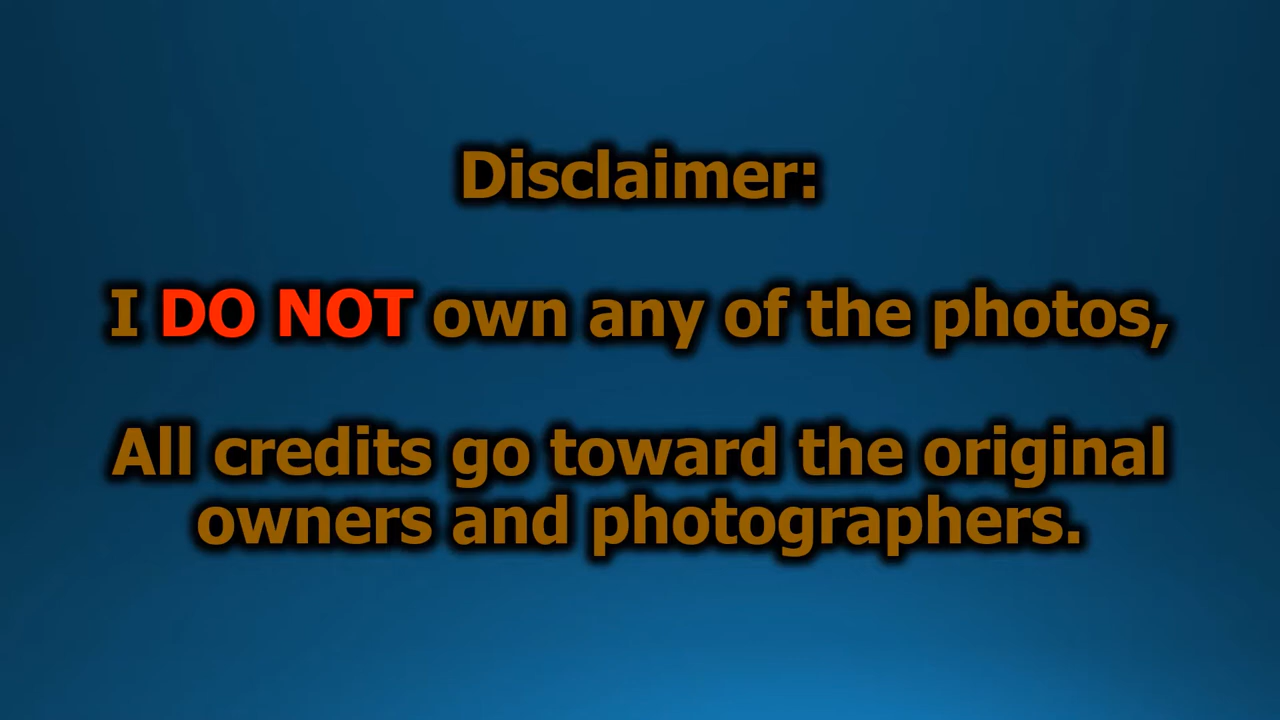 Disclaimer:
I DO NOT own any of the photos,
All credits go toward the original
owners and photographers.